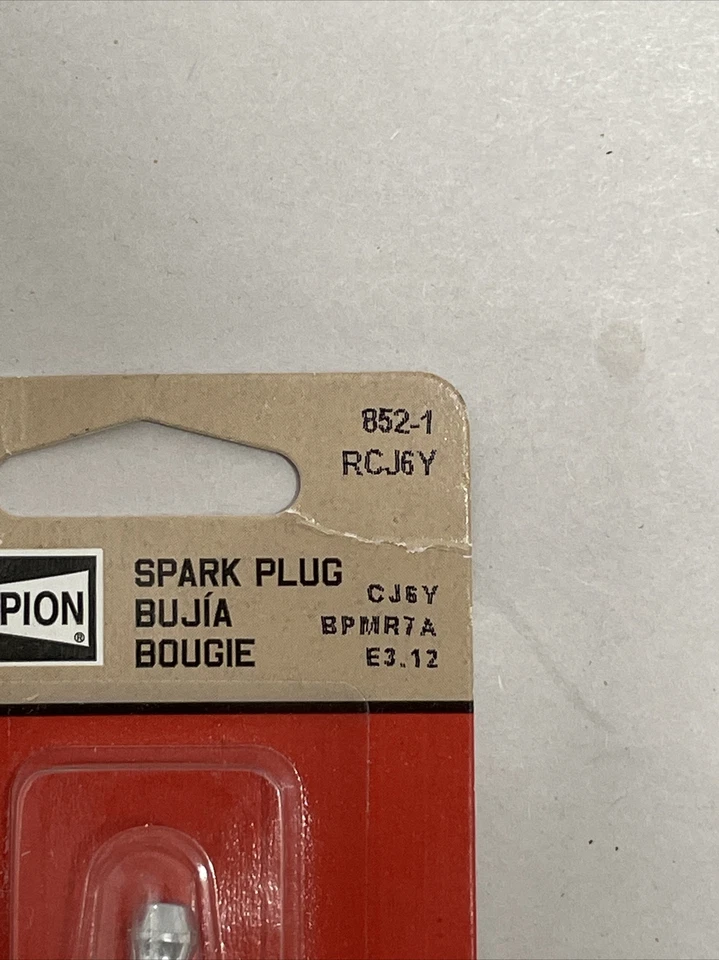 852-1
RCJ6Y
PION®
SPARK PLUG
BUJÍA
BOUGIE
CJ6Y
BPMR7A
E3.12